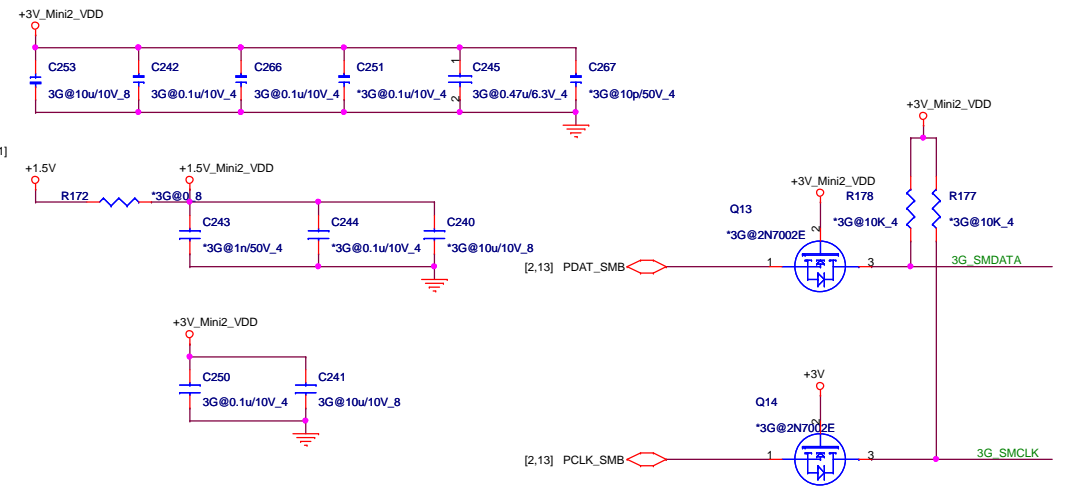 +3V_Mini2_VDD
C253
C242
C266
C251
1
C245
C267
3G@10u/10V_8
3G@0.1u/10V_4
3G@0.1u/10V_4
*3G@0.1u/10V_4
2
3G@0.47u/6.3V_4
*3G@10p/50V_4
1]
+1.5V
+1.5V_Mini2_VDD
R172
*3G@0_8
C243
C244
C240
*3G@1n/50V_4
*3G@0.1u/10V_4
*3G@10u/10V_8
+3V_Mini2_VDD
C250
C241
3G@0.1u/10V_4
3G@10u/10V_8
+3V_Mini2_VDD
+3V_Mini2_VDD
R178
R177
Q13
*3G@10K_4
*3G@10K_4
*3G@2N7002E
2
[2,13] PDAT_SMB
1
3
3G_SMDATA
+3V
Q14
*3G@2N7002E
2
[2,13] PCLK_SMB
1
3
3G_SMCLK